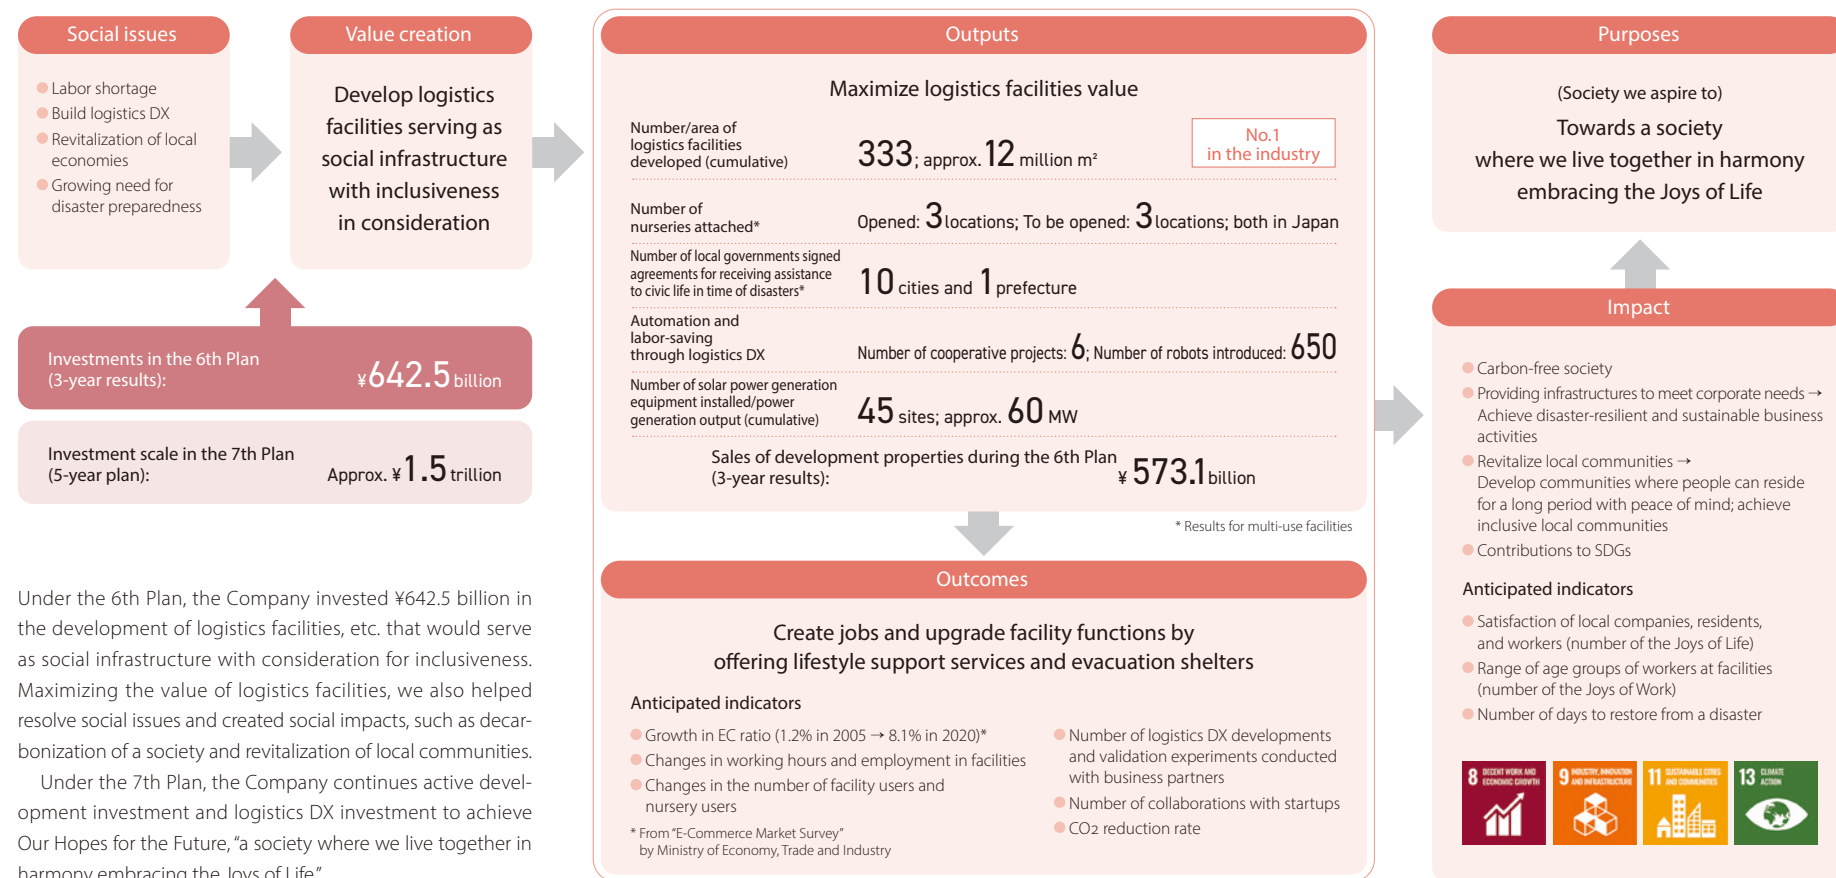 Social issues
Labor shortage
Build logistics DX
Revitalization of local
economies
Growing need for
disaster preparedness
Value creation
Develop logistics
facilities serving as
social infrastructure
with inclusiveness
in consideration
Investments in the 6th Plan
(3-year results):
¥642.5 billion
Investment scale in the 7th Plan
(5-year plan):
Approx. ¥1.5 trillion
Under the 6th Plan, the Company invested ¥642.5 billion in
the development of logistics facilities, etc. that would serve
as social infrastructure with consideration for inclusiveness.
Maximizing the value of logistics facilities, we also helped
resolve social issues and created social impacts, such as decar-
bonization of a society and revitalization of local communities.
Under the 7th Plan, the Company continues active devel-
opment investment and logistics DX investment to achieve
Our Hopes for the Future, “a society where we live together in
harmony embracing the Joys of Life.”
Outputs
Maximize logistics facilities value
Number/area of
logistics facilities
developed (cumulative)
333; approx. 12 million m²
No.1
in the industry
Number of
nurseries attached*
Opened: 3 locations; To be opened: 3 locations; both in Japan
Number of local governments signed
agreements for receiving assistance
to civic life in time of disasters*
10 cities and 1 prefecture
Automation and
labor-saving
through logistics DX
Number of cooperative projects: 6; Number of robots introduced: 650
Number of solar power generation
equipment installed/power
generation output (cumulative)
45 sites; approx. 60 MW
Sales of development properties during the 6th Plan
(3-year results):
¥ 573.1 billion
* Results for multi-use facilities
Outcomes
Create jobs and upgrade facility functions by
offering lifestyle support services and evacuation shelters
Anticipated indicators
Growth in EC ratio (1.2% in 2005 → 8.1% in 2020)*
Changes in working hours and employment in facilities
Changes in the number of facility users and
nursery users
* From “E-Commerce Market Survey”
by Ministry of Economy, Trade and Industry
Number of logistics DX developments
and validation experiments conducted
with business partners
Number of collaborations with startups
CO2 reduction rate
Purposes
(Society we aspire to)
Towards a society
where we live together in harmony
embracing the Joys of Life
Impact
Carbon-free society
Providing infrastructures to meet corporate needs →
Achieve disaster-resilient and sustainable business
activities
Revitalize local communities →
Develop communities where people can reside
for a long period with peace of mind; achieve
inclusive local communities
Contributions to SDGs
Anticipated indicators
Satisfaction of local companies, residents,
and workers (number of the Joys of Life)
Range of age groups of workers at facilities
(number of the Joys of Work)
Number of days to restore from a disaster
8 DECENT WORK AND
ECONOMIC GROWTH
9 INDUSTRY, INNOVATION
AND INFRASTRUCTURE
11 SUSTAINABLE CITIES
AND COMMUNITIES
13 CLIMATE
ACTION